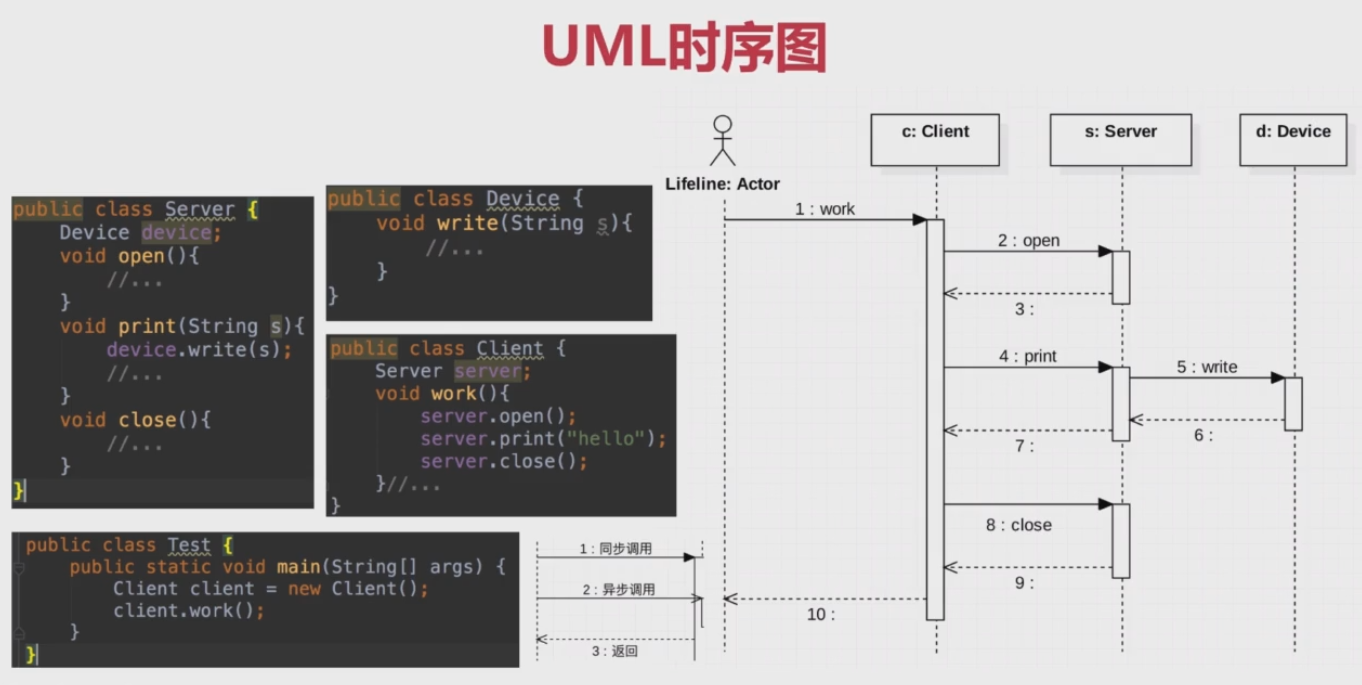 UML时序图
public class Server {
Device device;
void open(){
//...
}
void print(String s){
device.write(s);
//...
}
void close(){
//...
}
}
public class Device {
void write(String s){
//...
}
}
public class Client {
Server server;
void work(){
server.open();
server.print("hello");
server.close();
}//...
}
public class Test {
public static void main(String[] args) {
Client client = new Client();
client.work();
}
}
1 : 同步调用
2 : 异步调用
3 : 返回
Lifeline: Actor
c: Client
s: Server
d: Device
1 : work
2 : open
3 :
4 : print
5 : write
6 :
7 :
8 : close
9 :
10 :